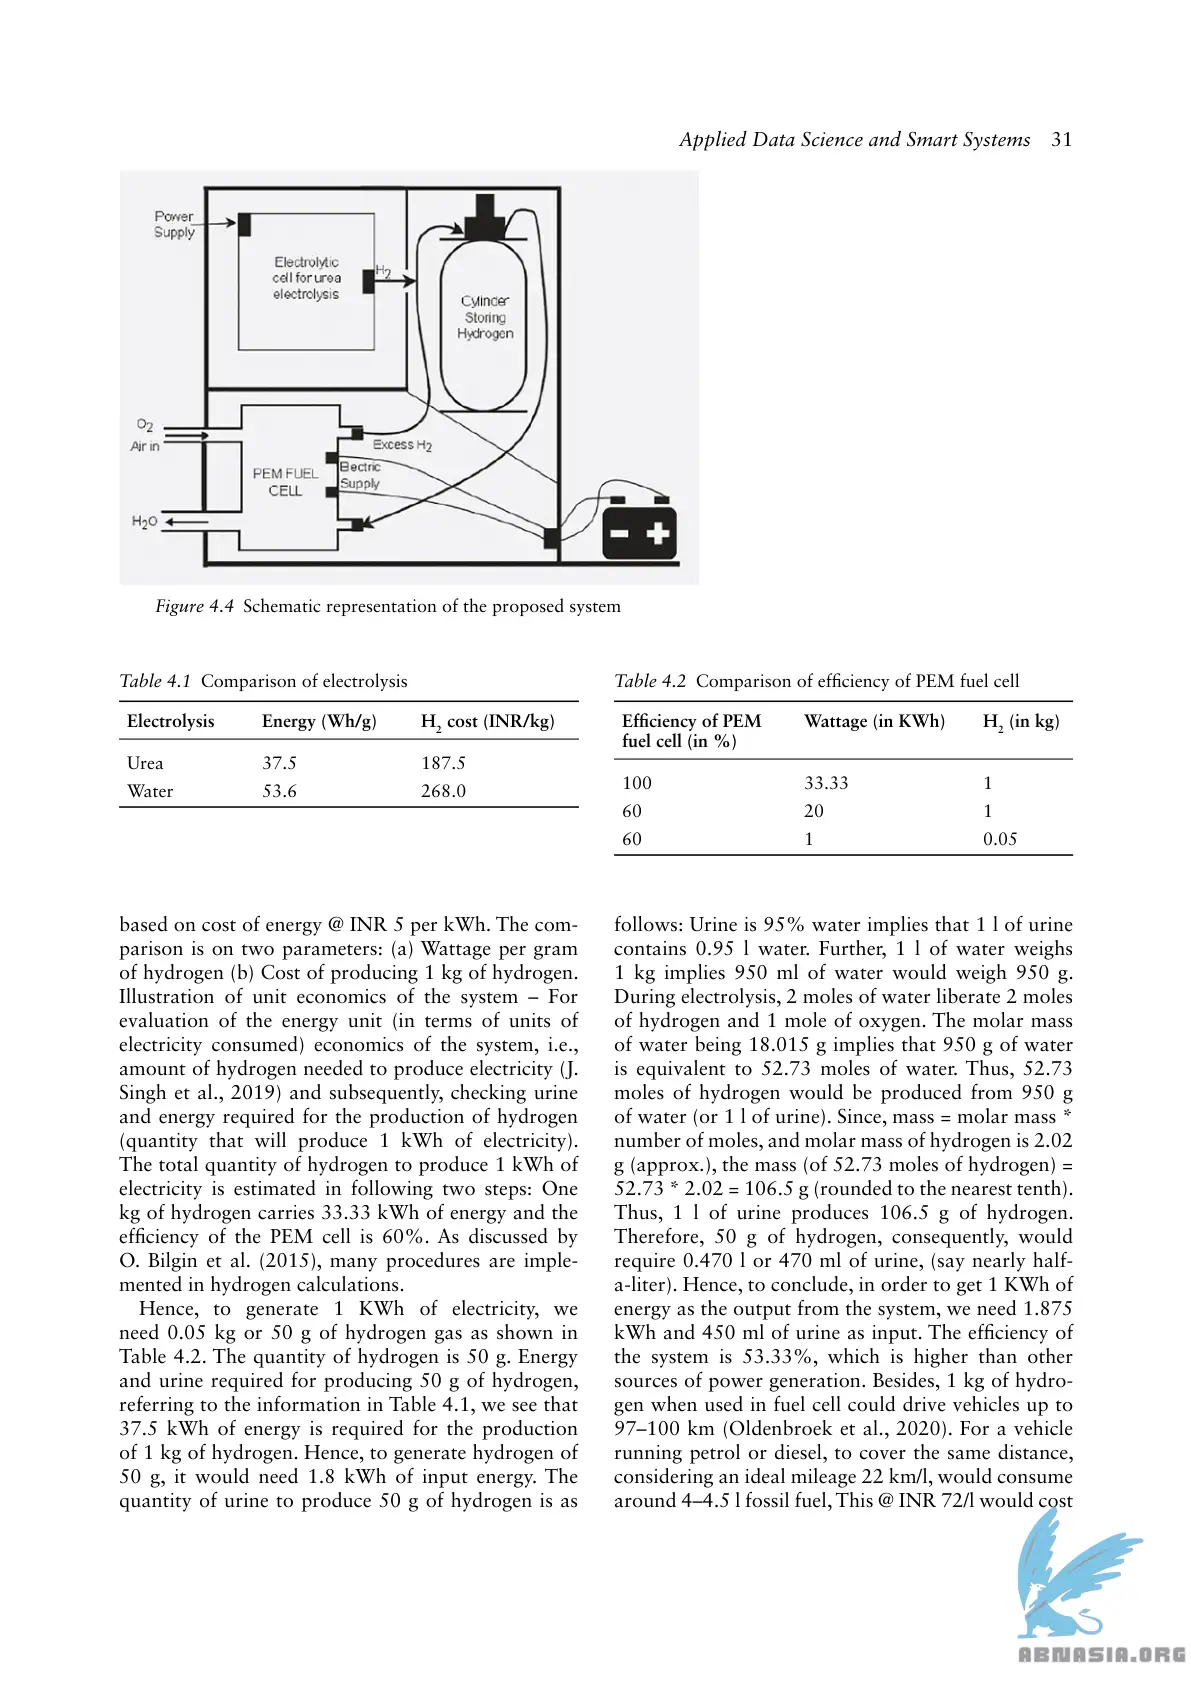 Applied Data Science and Smart Systems 31
Power
Supply
Electrolytic
cell for urea
electrolysis
H2
Cylinder
Storing
Hydrogen
O2
Air in
Excess H2
PEM FUEL
CELL
Electric
Supply
H2O
Figure 4.4 Schematic representation of the proposed system
Table 4.1 Comparison of electrolysis
Electrolysis Energy (Wh/g) H2 cost (INR/kg)
Urea 37.5 187.5
Water 53.6 268.0
Table 4.2 Comparison of efficiency of PEM fuel cell
Efficiency of PEM Wattage (in KWh) H2 (in kg)
fuel cell (in %)
100 33.33 1
60 20 1
60 1 0.05
based on cost of energy @ INR 5 per kWh. The com-
parison is on two parameters: (a) Wattage per gram
of hydrogen (b) Cost of producing 1 kg of hydrogen.
Illustration of unit economics of the system – For
evaluation of the energy unit (in terms of units of
electricity consumed) economics of the system, i.e.,
amount of hydrogen needed to produce electricity (J.
Singh et al., 2019) and subsequently, checking urine
and energy required for the production of hydrogen
(quantity that will produce 1 kWh of electricity).
The total quantity of hydrogen to produce 1 kWh of
electricity is estimated in following two steps: One
kg of hydrogen carries 33.33 kWh of energy and the
efficiency of the PEM cell is 60%. As discussed by
O. Bilgin et al. (2015), many procedures are imple-
mented in hydrogen calculations.
Hence, to generate 1 KWh of electricity, we
need 0.05 kg or 50 g of hydrogen gas as shown in
Table 4.2. The quantity of hydrogen is 50 g. Energy
and urine required for producing 50 g of hydrogen,
referring to the information in Table 4.1, we see that
37.5 kWh of energy is required for the production
of 1 kg of hydrogen. Hence, to generate hydrogen of
50 g, it would need 1.8 kWh of input energy. The
quantity of urine to produce 50 g of hydrogen is as
follows: Urine is 95% water implies that 1 l of urine
contains 0.95 l water. Further, 1 l of water weighs
1 kg implies 950 ml of water would weigh 950 g.
During electrolysis, 2 moles of water liberate 2 moles
of hydrogen and 1 mole of oxygen. The molar mass
of water being 18.015 g implies that 950 g of water
is equivalent to 52.73 moles of water. Thus, 52.73
moles of hydrogen would be produced from 950 g
of water (or 1 l of urine). Since, mass = molar mass *
number of moles, and molar mass of hydrogen is 2.02
g (approx.), the mass (of 52.73 moles of hydrogen) =
52.73 * 2.02 = 106.5 g (rounded to the nearest tenth).
Thus, 1 l of urine produces 106.5 g of hydrogen.
Therefore, 50 g of hydrogen, consequently, would
require 0.470 l or 470 ml of urine, (say nearly half-
a-liter). Hence, to conclude, in order to get 1 KWh of
energy as the output from the system, we need 1.875
kWh and 450 ml of urine as input. The efficiency of
the system is 53.33%, which is higher than other
sources of power generation. Besides, 1 kg of hydro-
gen when used in fuel cell could drive vehicles up to
97–100 km (Oldenbroek et al., 2020). For a vehicle
running petrol or diesel, to cover the same distance,
considering an ideal mileage 22 km/l, would consume
around 4–4.5 l fossil fuel, This @ INR 72/l would cost
ABNASIA.ORG